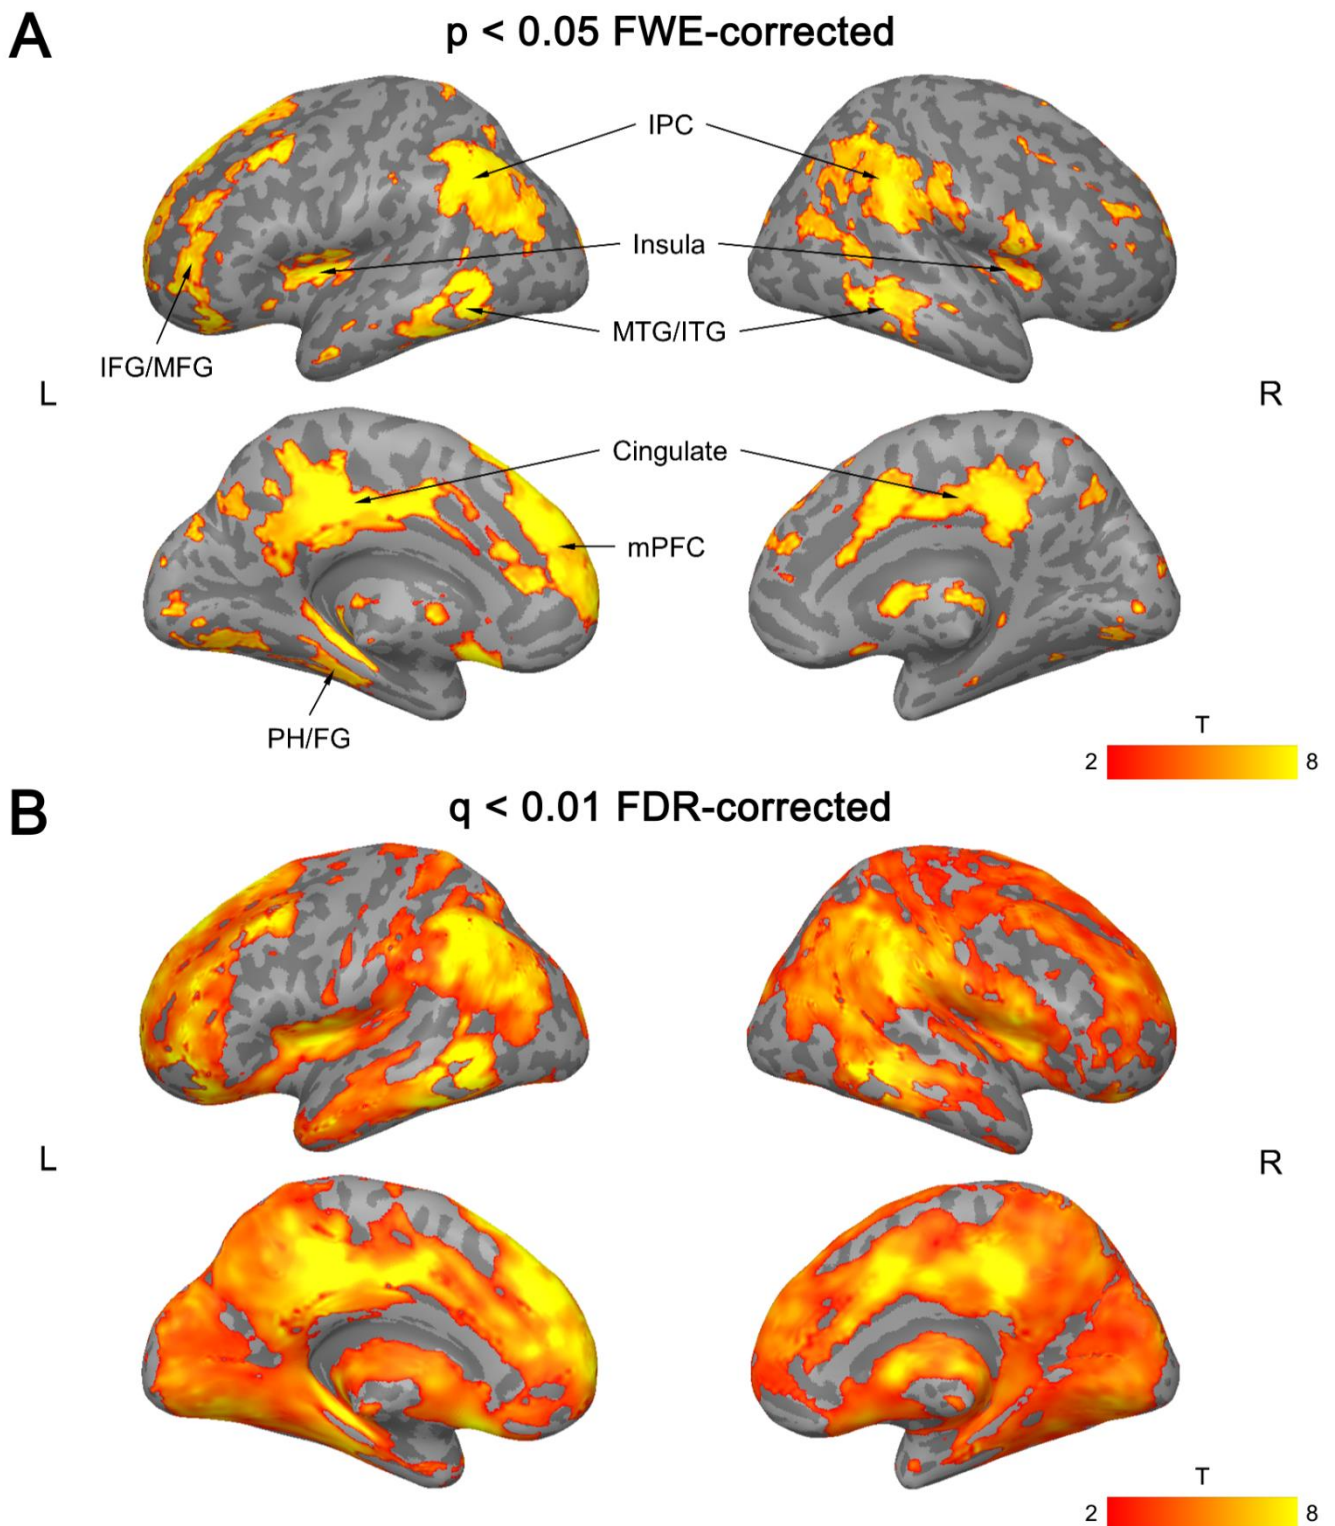 A
p < 0.05 FWE-corrected
IPC
Insula
MTG/ITG
IFG/MFG
L
R
Cingulate
mPFC
PH/FG
T
2
8
B
q < 0.01 FDR-corrected
L
R
T
2
8